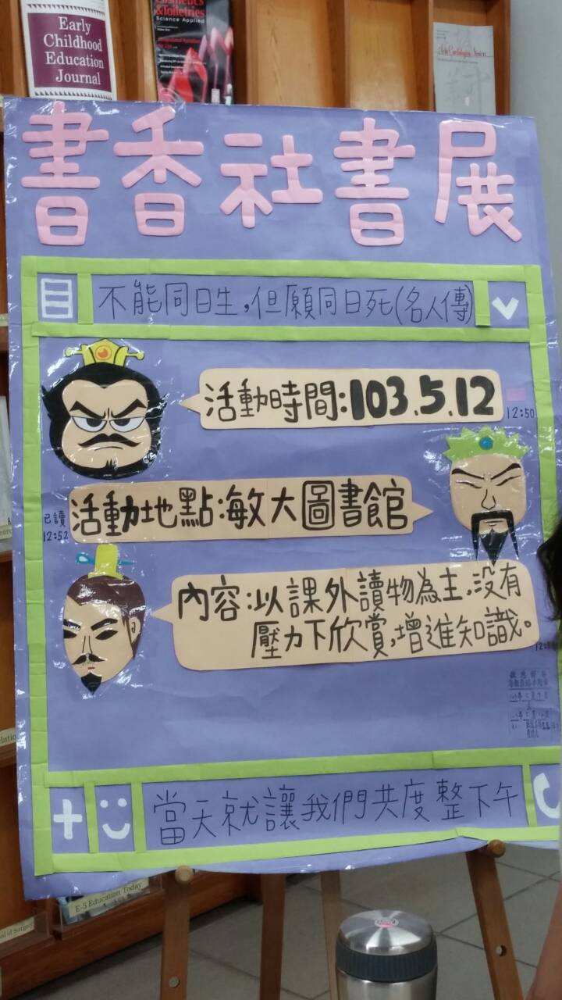 Early
Childhood
Education
Journal
Cosmetics
&Toiletries
Science Applied
書香社書展
不能同日生,但願同日死(名人傳)
活動時間:103.5.12
12:50
已讀
12:52
活動地點:敏大圖書館
內容:以課外讀物為主.沒有
壓力下欣賞,增進知識。
當天就讓我們共度整下午
E-5 Education Today